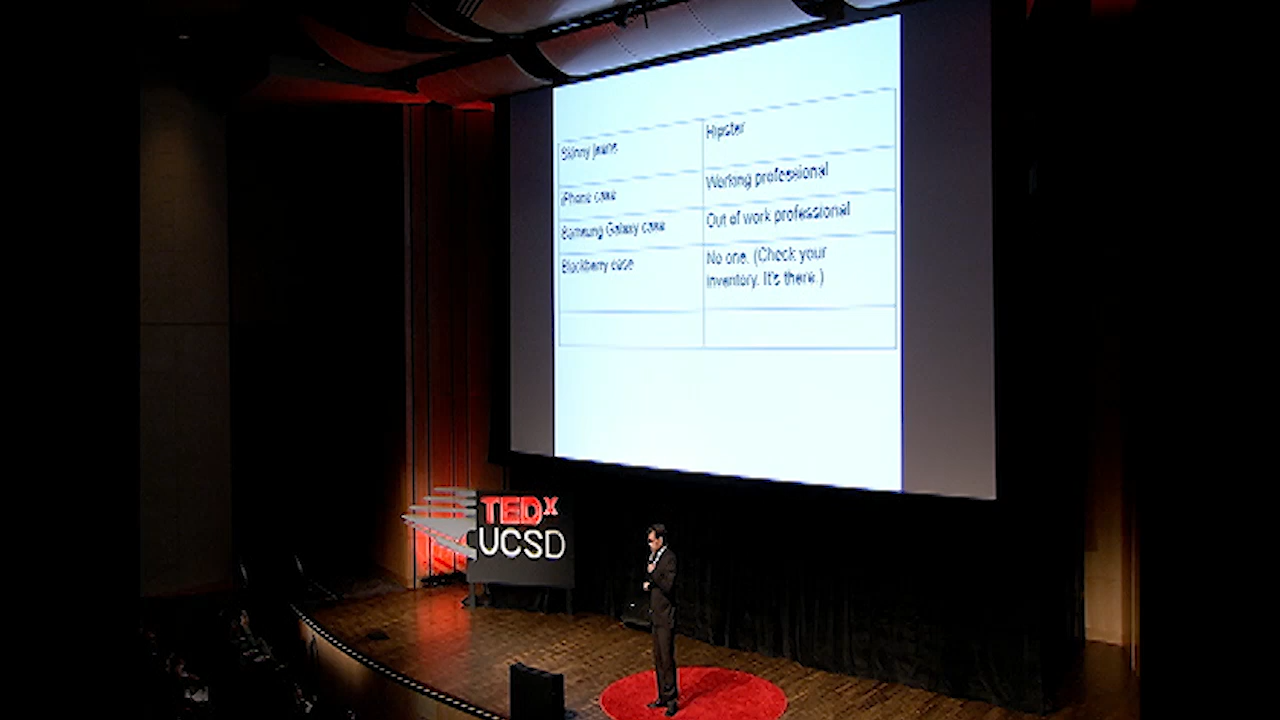 Skinny jeans
Hipster
iPhone case
Working professional
Samsung Galaxy case
Out of work professional
Blackberry case
No one. (Check your
inventory. It's there.)
TEDx
UCSD